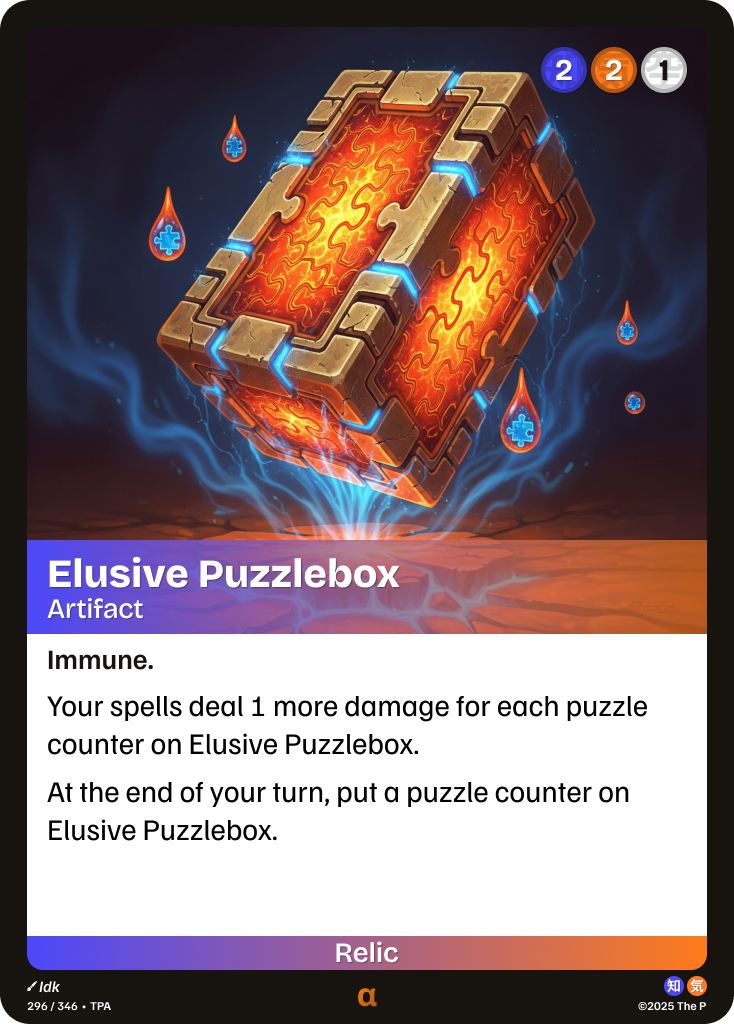 2 2 1
Elusive Puzzlebox
Artifact
Immune.
Your spells deal 1 more damage for each puzzle
counter on Elusive Puzzlebox.
At the end of your turn, put a puzzle counter on
Elusive Puzzlebox.
Relic
Idk
知 気
296 / 346 • TPA
α
©2025 The P